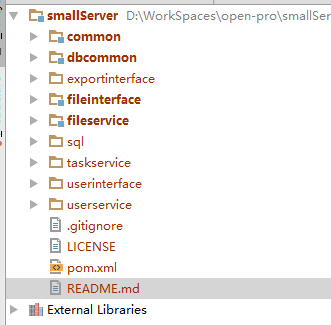 smallServer D:\WorkSpaces\open-pro\smallSer
common
dbcommon
exportinterface
fileinterface
fileservice
sql
taskservice
userinterface
userservice
.gitignore
LICENSE
pom.xml
README.md
External Libraries